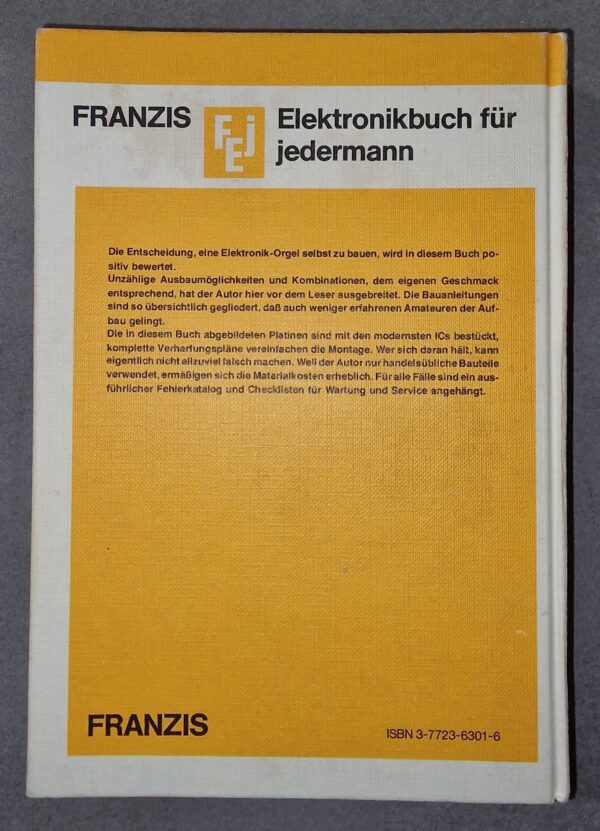 FRANZIS
FEj
Elektronikbuch für
jedermann
Die Entscheidung, eine Elektronik-Orgel selbst zu bauen, wird in diesem Buch po-
sitiv bewertet.
Unzählige Ausbaumöglichkeiten und Kombinationen, dem eigenen Geschmack
entsprechend, hat der Autor hier vor dem Leser ausgebreitet. Die Bauanleitungen
sind so übersichtlich gegliedert, daß auch weniger erfahrenen Amateuren der Auf-
bau gelingt.
Die in diesem Buch abgebildeten Platinen sind mit den modernsten ICs bestückt,
komplette Verharfungspläne vereinfachen die Montage. Wer sich daran hält, kann
eigentlich nicht allzuviel falsch machen. Weil der Autor nur handelsübliche Bauteile
verwendet, ermäßigen sich die Materialkosten erheblich. Für alle Fälle sind ein aus-
führlicher Fehlerkatalog und Checklisten für Wartung und Service angehängt.
FRANZIS
ISBN 3-7723-6301-6